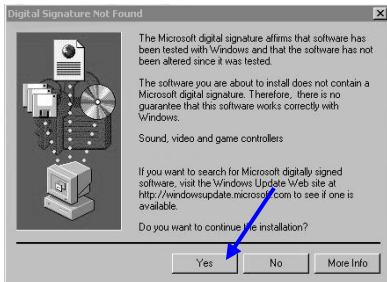 Digital Signature Not Found
The Microsoft digital signature affirms that software has
been tested with Windows and that the software has not
been altered since it was tested.
The software you are about to install does not contain a
Microsoft digital signature. Therefore, there is no
guarantee that this software works correctly with
Windows.
Sound, video and game controllers
If you want to search for Microsoft digitally signed
software, visit the Windows Update Web site at
http://windowsupdate.microsoft.com to see if one is
available.
Do you want to continue the installation?
Yes No More Info